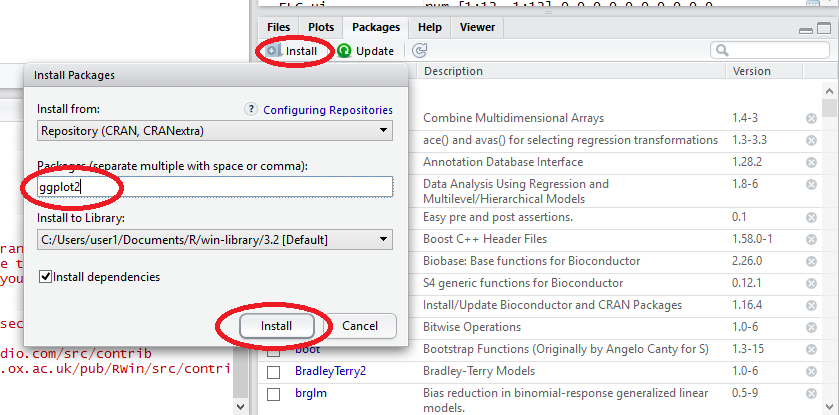 Files Plots Packages Help Viewer
Install Update
Description Version
Combine Multidimensional Arrays 1.4-3
ace() and avas() for selecting regression transformations 1.3-3.3
Annotation Database Interface 1.28.2
Data Analysis Using Regression and
Multilevel/Hierarchical Models 1.8-6
Easy pre and post assertions. 0.1
Boost C++ Header Files 1.58.0-1
Biobase: Base functions for Bioconductor 2.26.0
S4 generic functions for Bioconductor 0.12.1
Install/Update Bioconductor and CRAN Packages 1.16.4
Bitwise Operations 1.0-6
boot Bootstrap Functions (Originally by Angelo Canty for S) 1.3-15
BradleyTerry2 Bradley-Terry Models 1.0-6
brglm Bias reduction in binomial-response generalized linear
models. 0.5-9
Install Packages
Install from: ? Configuring Repositories
Repository (CRAN, CRANextra)
Packages (separate multiple with space or comma):
ggplot2
Install to Library:
C:/Users/user1/Documents/R/win-library/3.2 [Default]
Install dependencies
Install Cancel
ran
e t
you
sec
dio.com/src/contrib
.ox.ac.uk/pub/RWin/src/contri